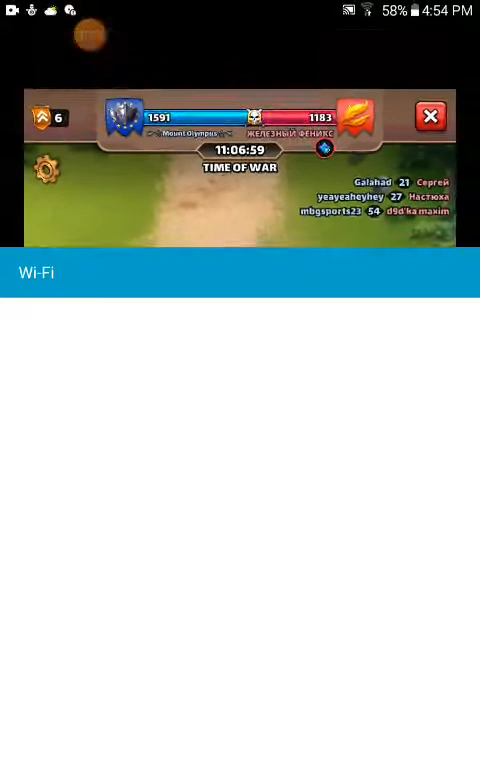 58% 4:54 PM
6
1591 1183
Mount Olympus ЖЕЛЕЗНЫЙ ФЕНИКС
11:06:59
TIME OF WAR
Galahad 21 Сергей
yeayeaheyhey 27 Настюха
mbgsports23 54 d9d'ka maxim
Wi-Fi